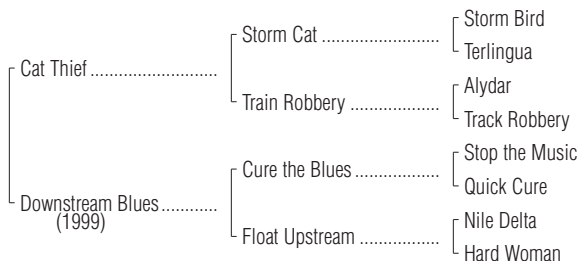 Storm Bird
Storm Cat ......................
Terlingua
Cat Thief .......................
Alydar
Train Robbery ................
Track Robbery
Stop the Music
Cure the Blues ...............
Quick Cure
Downstream Blues ..........
(1999)
Nile Delta
Float Upstream ...............
Hard Woman